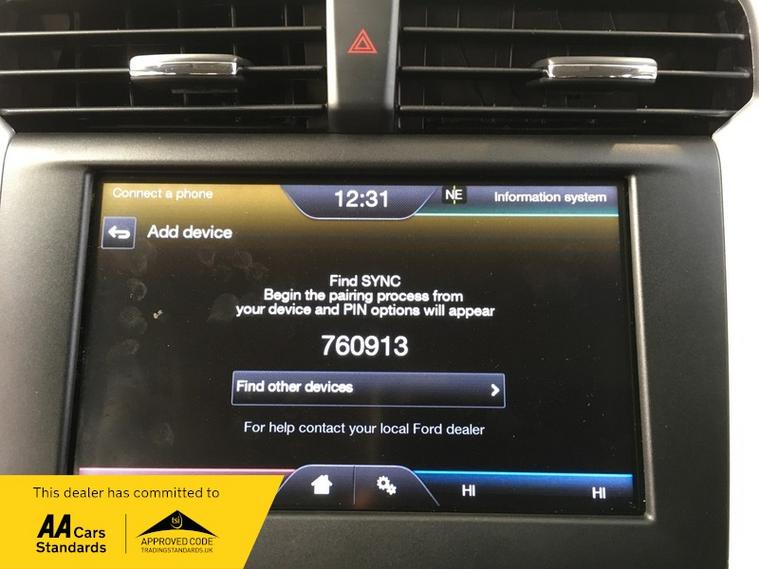 Connect a phone
12:31
NE
Information system
Add device
Find SYNC
Begin the pairing process from
your device and PIN options will appear
760913
Find other devices
For help contact your local Ford dealer
HI
HI
This dealer has committed to
AA Cars
Standards
tsi
APPROVED CODE
TRADINGSTANDARDS.UK